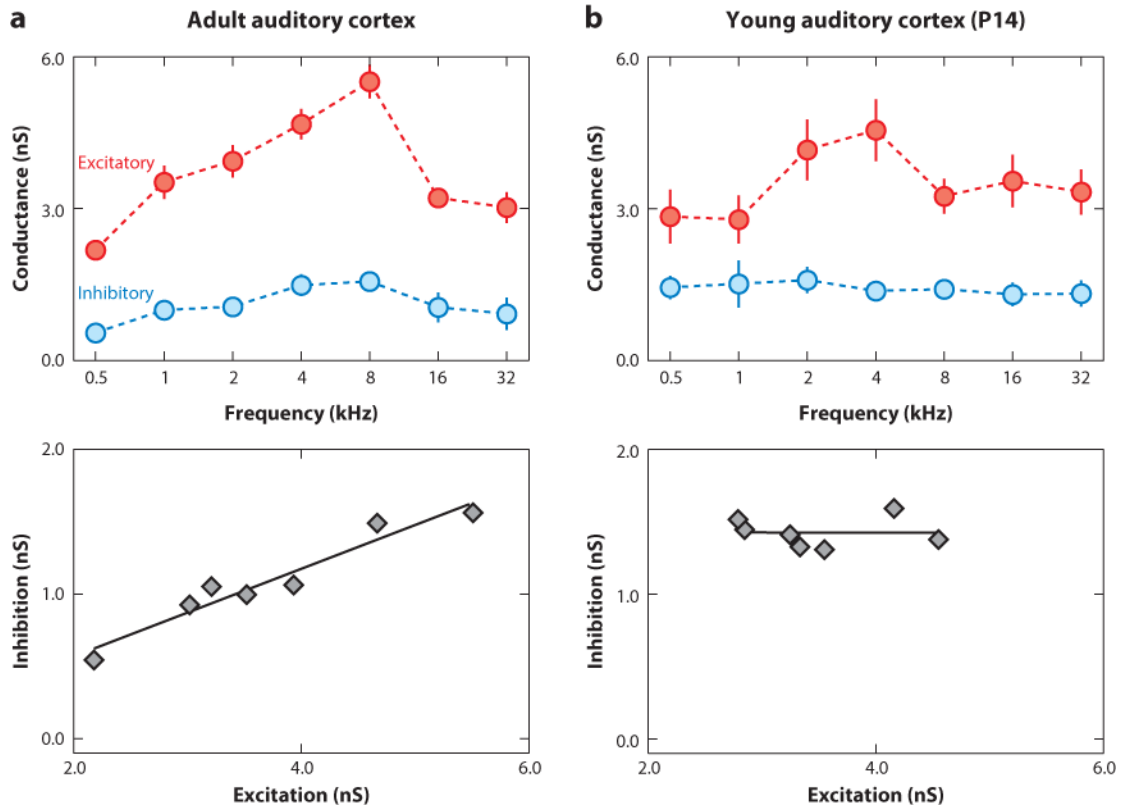 a
Adult auditory cortex
6.0
3.0
0.0
Conductance (nS)
Excitatory
Inhibitory
0.5 1 2 4 8 16 32
Frequency (kHz)
2.0
1.0
0.0
Inhibition (nS)
2.0 4.0 6.0
Excitation (nS)
b
Young auditory cortex (P14)
6.0
3.0
0.0
Conductance (nS)
0.5 1 2 4 8 16 32
Frequency (kHz)
2.0
1.0
0.0
Inhibition (nS)
2.0 4.0 6.0
Excitation (nS)